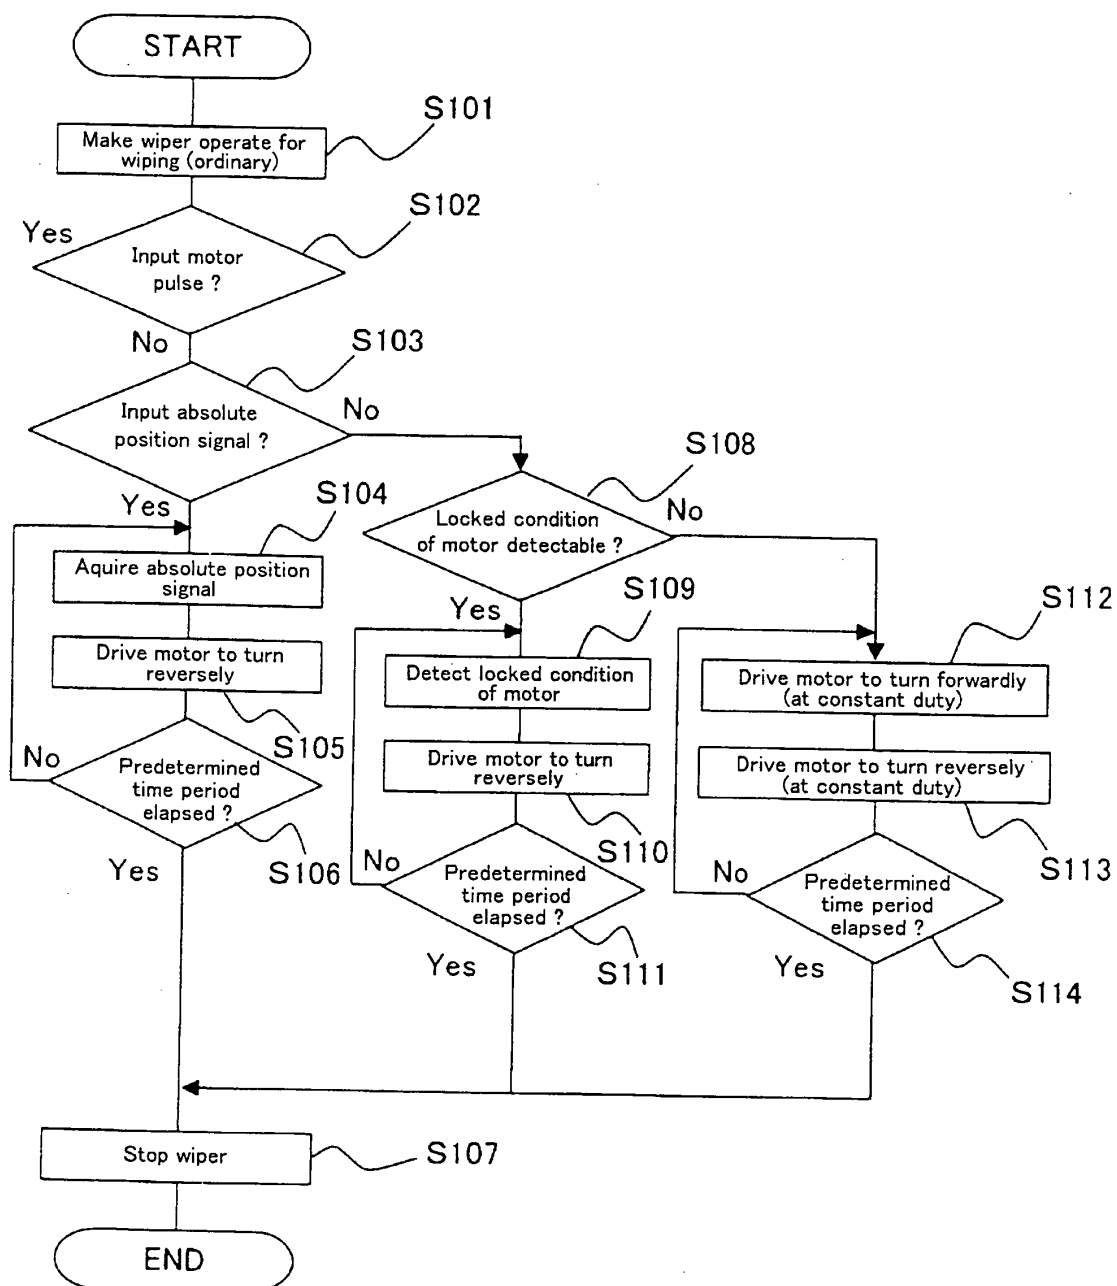 START
S101
Make wiper operate for
wiping (ordinary)
S102
Yes
Input motor
pulse ?
No
S103
Input absolute
position signal ?
No
Yes
S104
Aquire absolute position
signal
Drive motor to turn
reversely
S105
No
Predetermined
time period
elapsed ?
S106
Yes
S108
Locked condition
of motor detectable ?
No
Yes
S109
Detect locked condition
of motor
Drive motor to turn
reversely
S110
No
Predetermined
time period
elapsed ?
S111
Yes
S112
Drive motor to turn forwardly
(at constant duty)
Drive motor to turn reversely
(at constant duty)
S113
No
Predetermined
time period
elapsed ?
S114
Yes
Stop wiper
S107
END